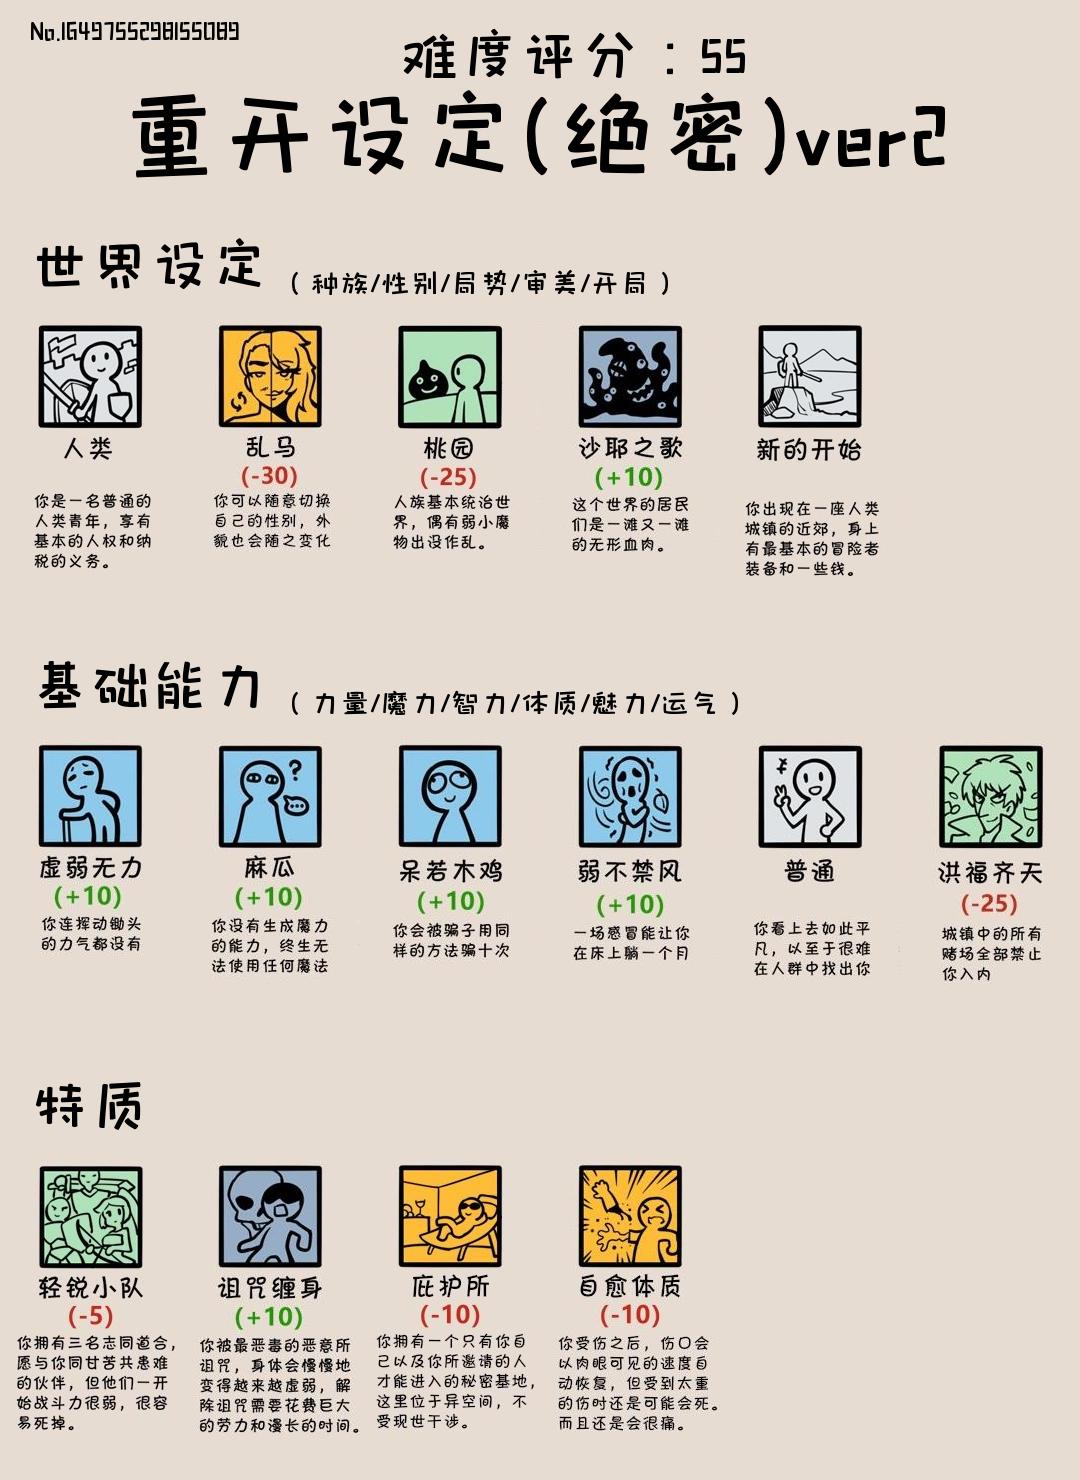 No.1649755298155089
难度评分：55
重开设定(绝密)ver2
世界设定（种族/性别/局势/审美/开局）
人类
你是一名普通的
人类青年，享有
基本的人权和纳
税的义务。
乱马
(-30)
你可以随意切换
自己的性别，外
貌也会随之变化
桃园
(-25)
人族基本统治世
界，偶有弱小魔
物出设作乱。
沙耶之歌
(+10)
这个世界的居民
们是一滩又一滩
的无形血肉。
新的开始
你出现在一座人类
城镇的近郊，身上
有最基本的冒险者
装备和一些钱。
基础能力（力量/魔力/智力/体质/魅力/运气）
虚弱无力
(+10)
你连挥动锄头
的力气都没有
麻瓜
(+10)
你没有生成魔力
的能力，终生无
法使用任何魔法
呆若木鸡
(+10)
你会被骗子用同
样的方法骗十次
弱不禁风
(+10)
一场感冒能让你
在床上躺一个月
普通
你看上去如此平
凡，以至于很难
在人群中找出你
洪福齐天
(-25)
城镇中的所有
赌场全部禁止
你入内
特质
轻锐小队
(-5)
你拥有三名志同道合，
愿与你同甘苦共患难
的伙伴，但他们一开
始战斗力很弱，很容
易死掉。
诅咒缠身
(+10)
你被最恶毒的恶意所
诅咒，身体会慢慢地
变得越来越虚弱，解
除诅咒需要花费巨大
的劳力和漫长的时间。
庇护所
(-10)
你拥有一个只有你自
己以及你所邀请的人
才能进入的秘密基地，
这里位于异空间，不
受现世干涉。
自愈体质
(-10)
你受伤之后，伤口会
以肉眼可见的速度自
动恢复，但受到太重
的伤时还是可能会死。
而且还是会很痛。